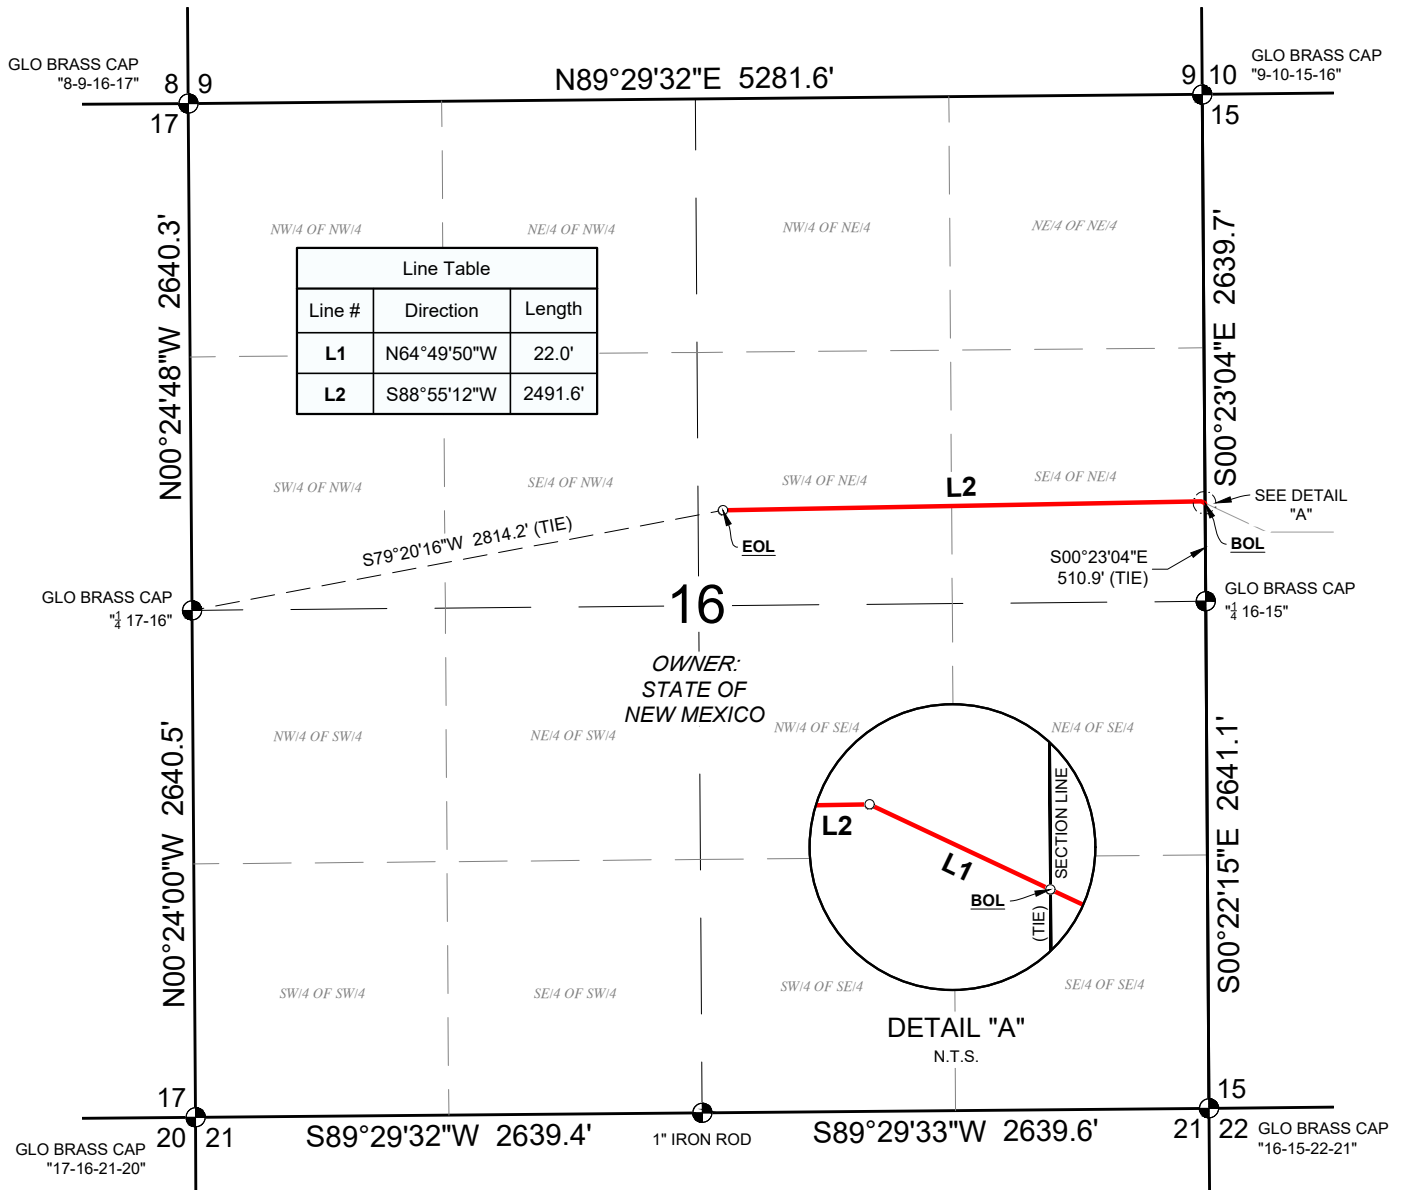 GLO BRASS CAP
"8-9-16-17"
8 9
17
N89°29'32"E 5281.6'
9 10
15
GLO BRASS CAP
"9-10-15-16"
N00°24'48"W 2640.3'
S00°23'04"E 2639.7'
NW/4 OF NW/4
NE/4 OF NW/4
NW/4 OF NE/4
NE/4 OF NE/4
Line Table
Line # Direction Length
L1 N64°49'50"W 22.0'
L2 S88°55'12"W 2491.6'
SW/4 OF NW/4
SE/4 OF NW/4
SW/4 OF NE/4
SE/4 OF NE/4
L2
SEE DETAIL
"A"
S79°20'16"W 2814.2' (TIE)
EOL
BOL
S00°23'04"E
510.9' (TIE)
GLO BRASS CAP
"1/4 17-16"
16
GLO BRASS CAP
"1/4 16-15"
OWNER:
STATE OF
NEW MEXICO
N00°24'00"W 2640.5'
S00°22'15"E 2641.1'
NW/4 OF SW/4
NE/4 OF SW/4
NW/4 OF SE/4
NE/4 OF SE/4
L2
L1
SECTION LINE
BOL
(TIE)
SW/4 OF SW/4
SE/4 OF SW/4
SW/4 OF SE/4
SE/4 OF SE/4
DETAIL "A"
N.T.S.
17
20 21
GLO BRASS CAP
"17-16-21-20"
S89°29'32"W 2639.4'
1" IRON ROD
S89°29'33"W 2639.6'
15
21 22
GLO BRASS CAP
"16-15-22-21"